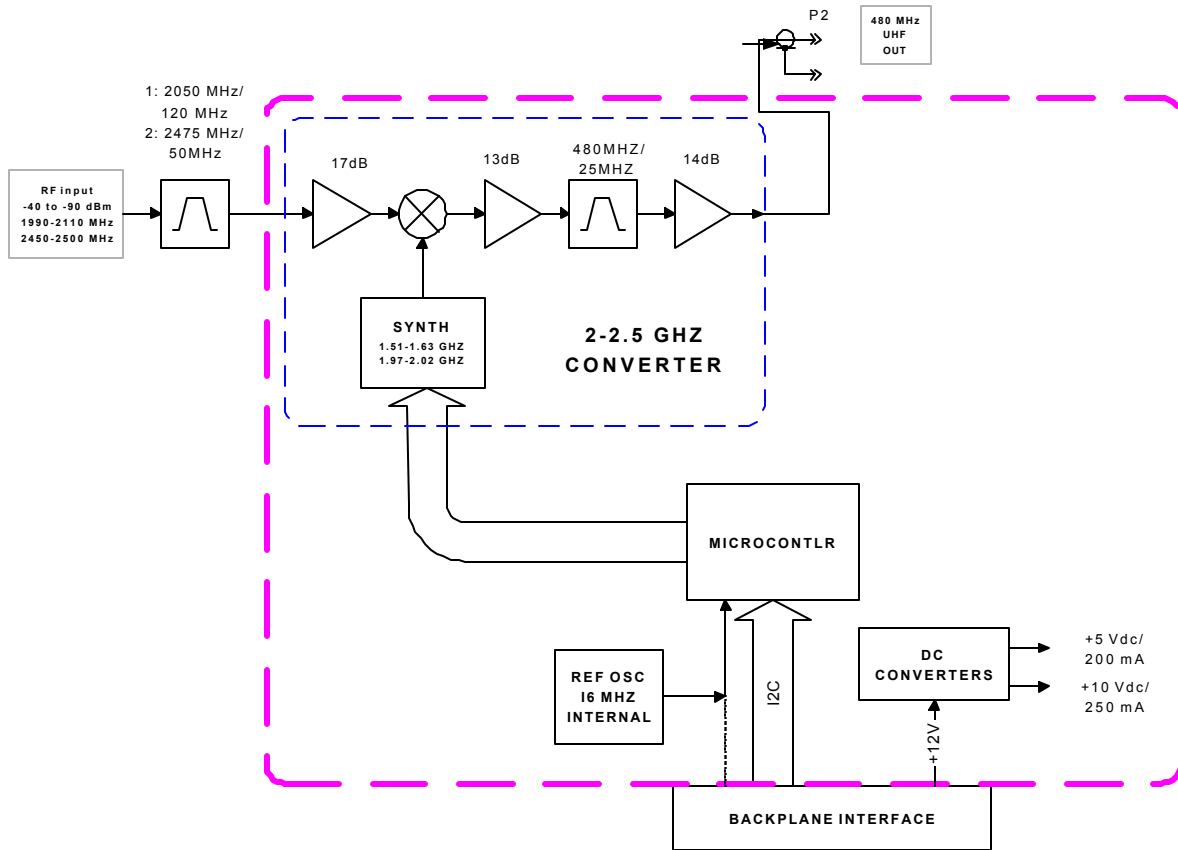 P2
480 MHz
UHF
OUT
1: 2050 MHz/
120 MHz
2: 2475 MHz/
50MHz
RF input
-40 to -90 dBm
1990-2110 MHz
2450-2500 MHz
17dB
13dB
480MHZ/
25MHZ
14dB
SYNTH
1.51-1.63 GHZ
1.97-2.02 GHZ
2-2.5 GHZ
CONVERTER
MICROCONTLR
REF OSC
I6 MHZ
INTERNAL
I2C
DC
CONVERTERS
+5 Vdc/
200 mA
+10 Vdc/
250 mA
+12V
BACKPLANE INTERFACE